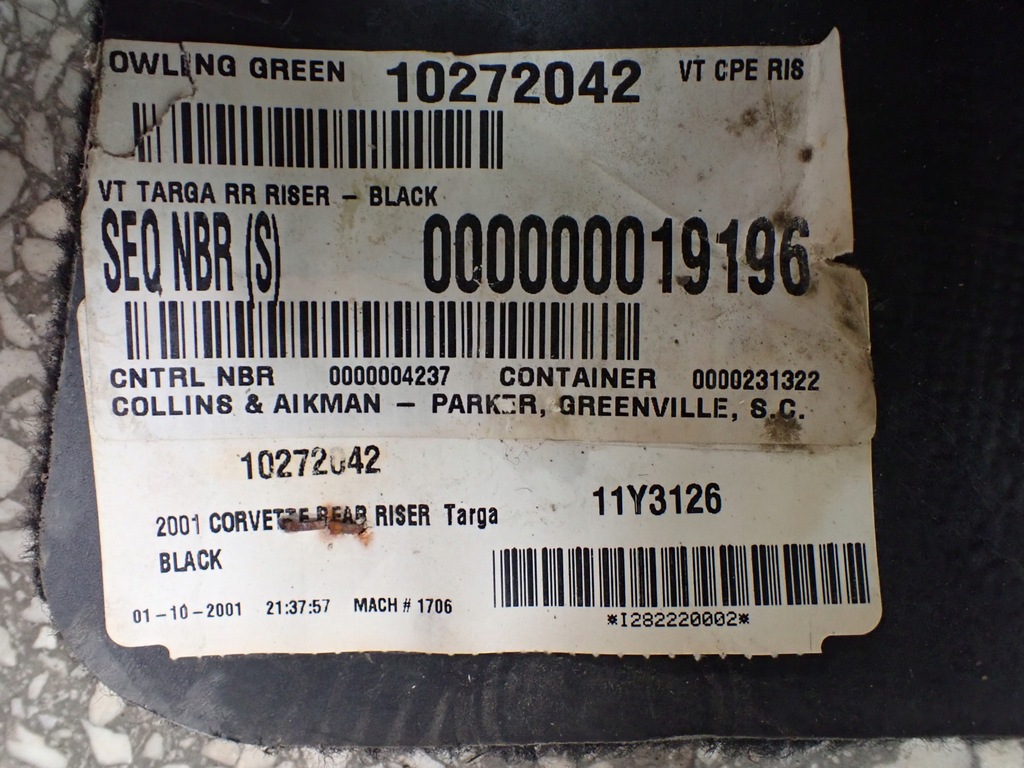 OWLING GREEN 10272042 VT CPE RIS
VT TARGA RR RISER – BLACK
SEQ NBR (S) 000000019196
CNTRL NBR 0000004237 CONTAINER 0000231322
COLLINS & AIKMAN – PARKER, GREENVILLE, S.C.
10272042
11Y3126
2001 CORVETTE REAR RISER Targa
BLACK
01-10-2001 21:37:57 MACH # 1706
*I282220002*